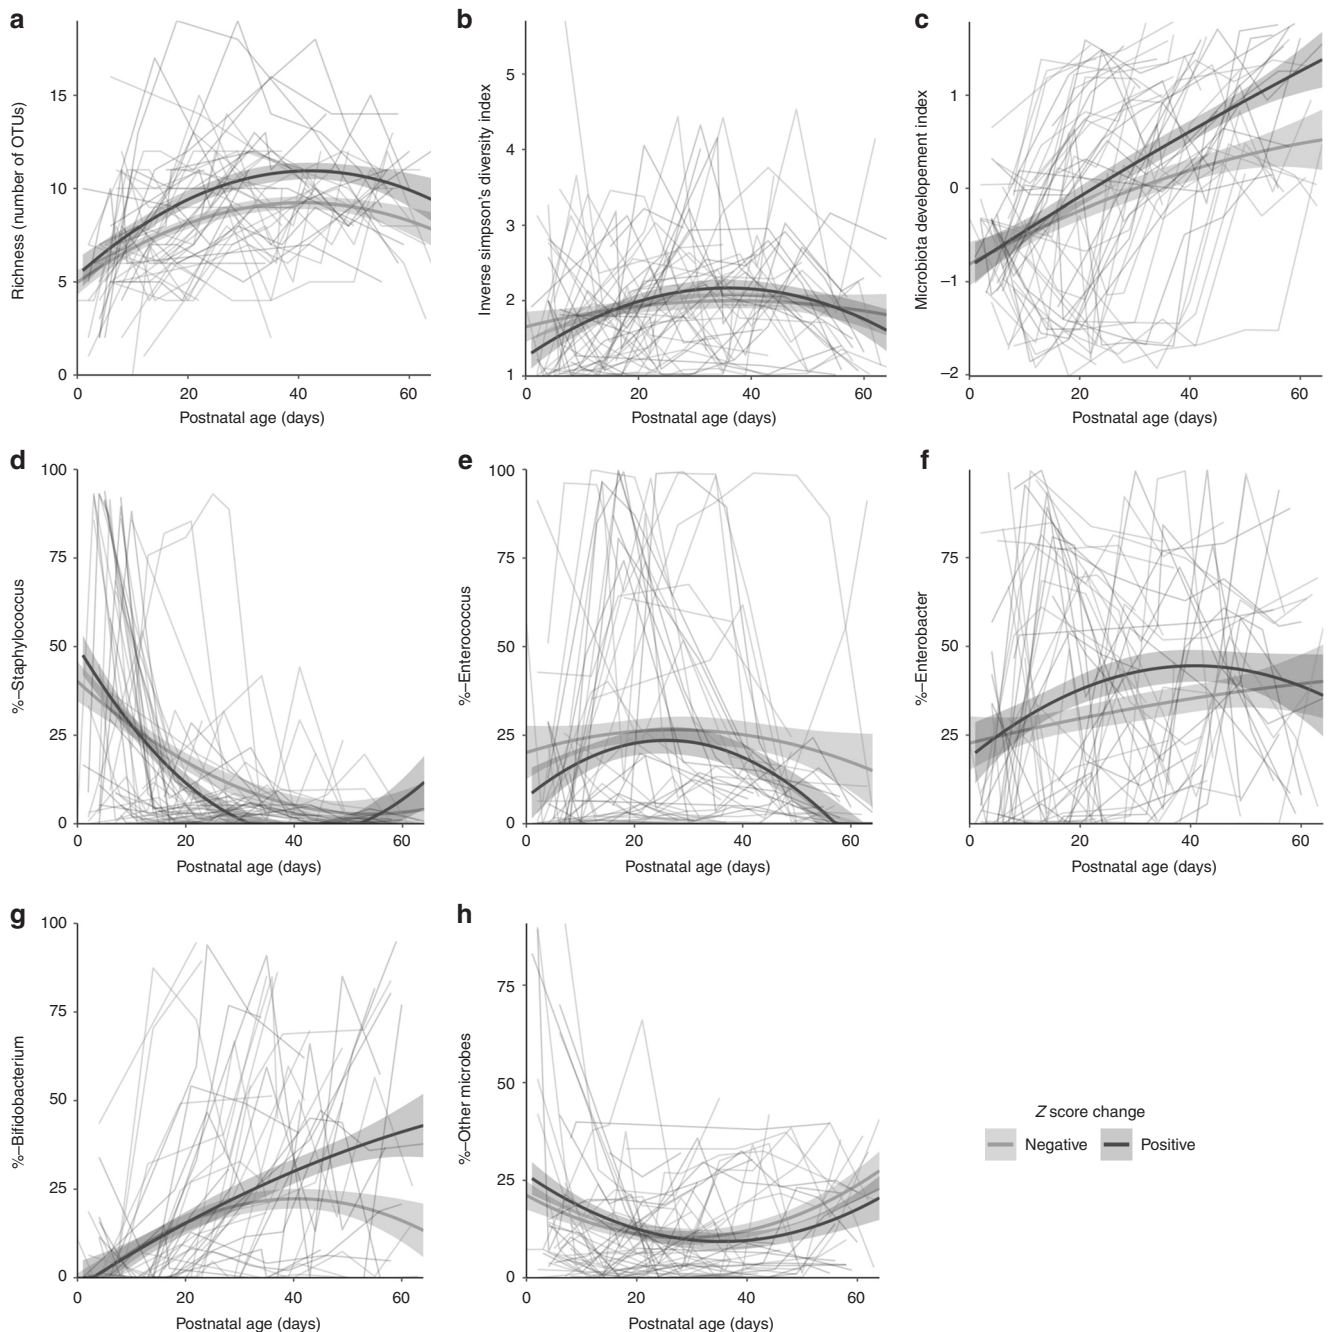 a
Richness (number of OTUs)
15
10
5
0
0 20 40 60
Postnatal age (days)
b
Inverse simpson's diversity index
5
4
3
2
1
0 20 40 60
Postnatal age (days)
c
Microbiota developement index
1
0
–1
–2
0 20 40 60
Postnatal age (days)
d
%–Staphylococcus
100
75
50
25
0
0 20 40 60
Postnatal age (days)
e
%–Enterococcus
100
75
50
25
0
0 20 40 60
Postnatal age (days)
f
%–Enterobacter
75
50
25
0 20 40 60
Postnatal age (days)
g
%–Bifidobacterium
100
75
50
25
0
0 20 40 60
Postnatal age (days)
h
%–Other microbes
75
50
25
0
0 20 40 60
Postnatal age (days)
Z score change
Negative Positive